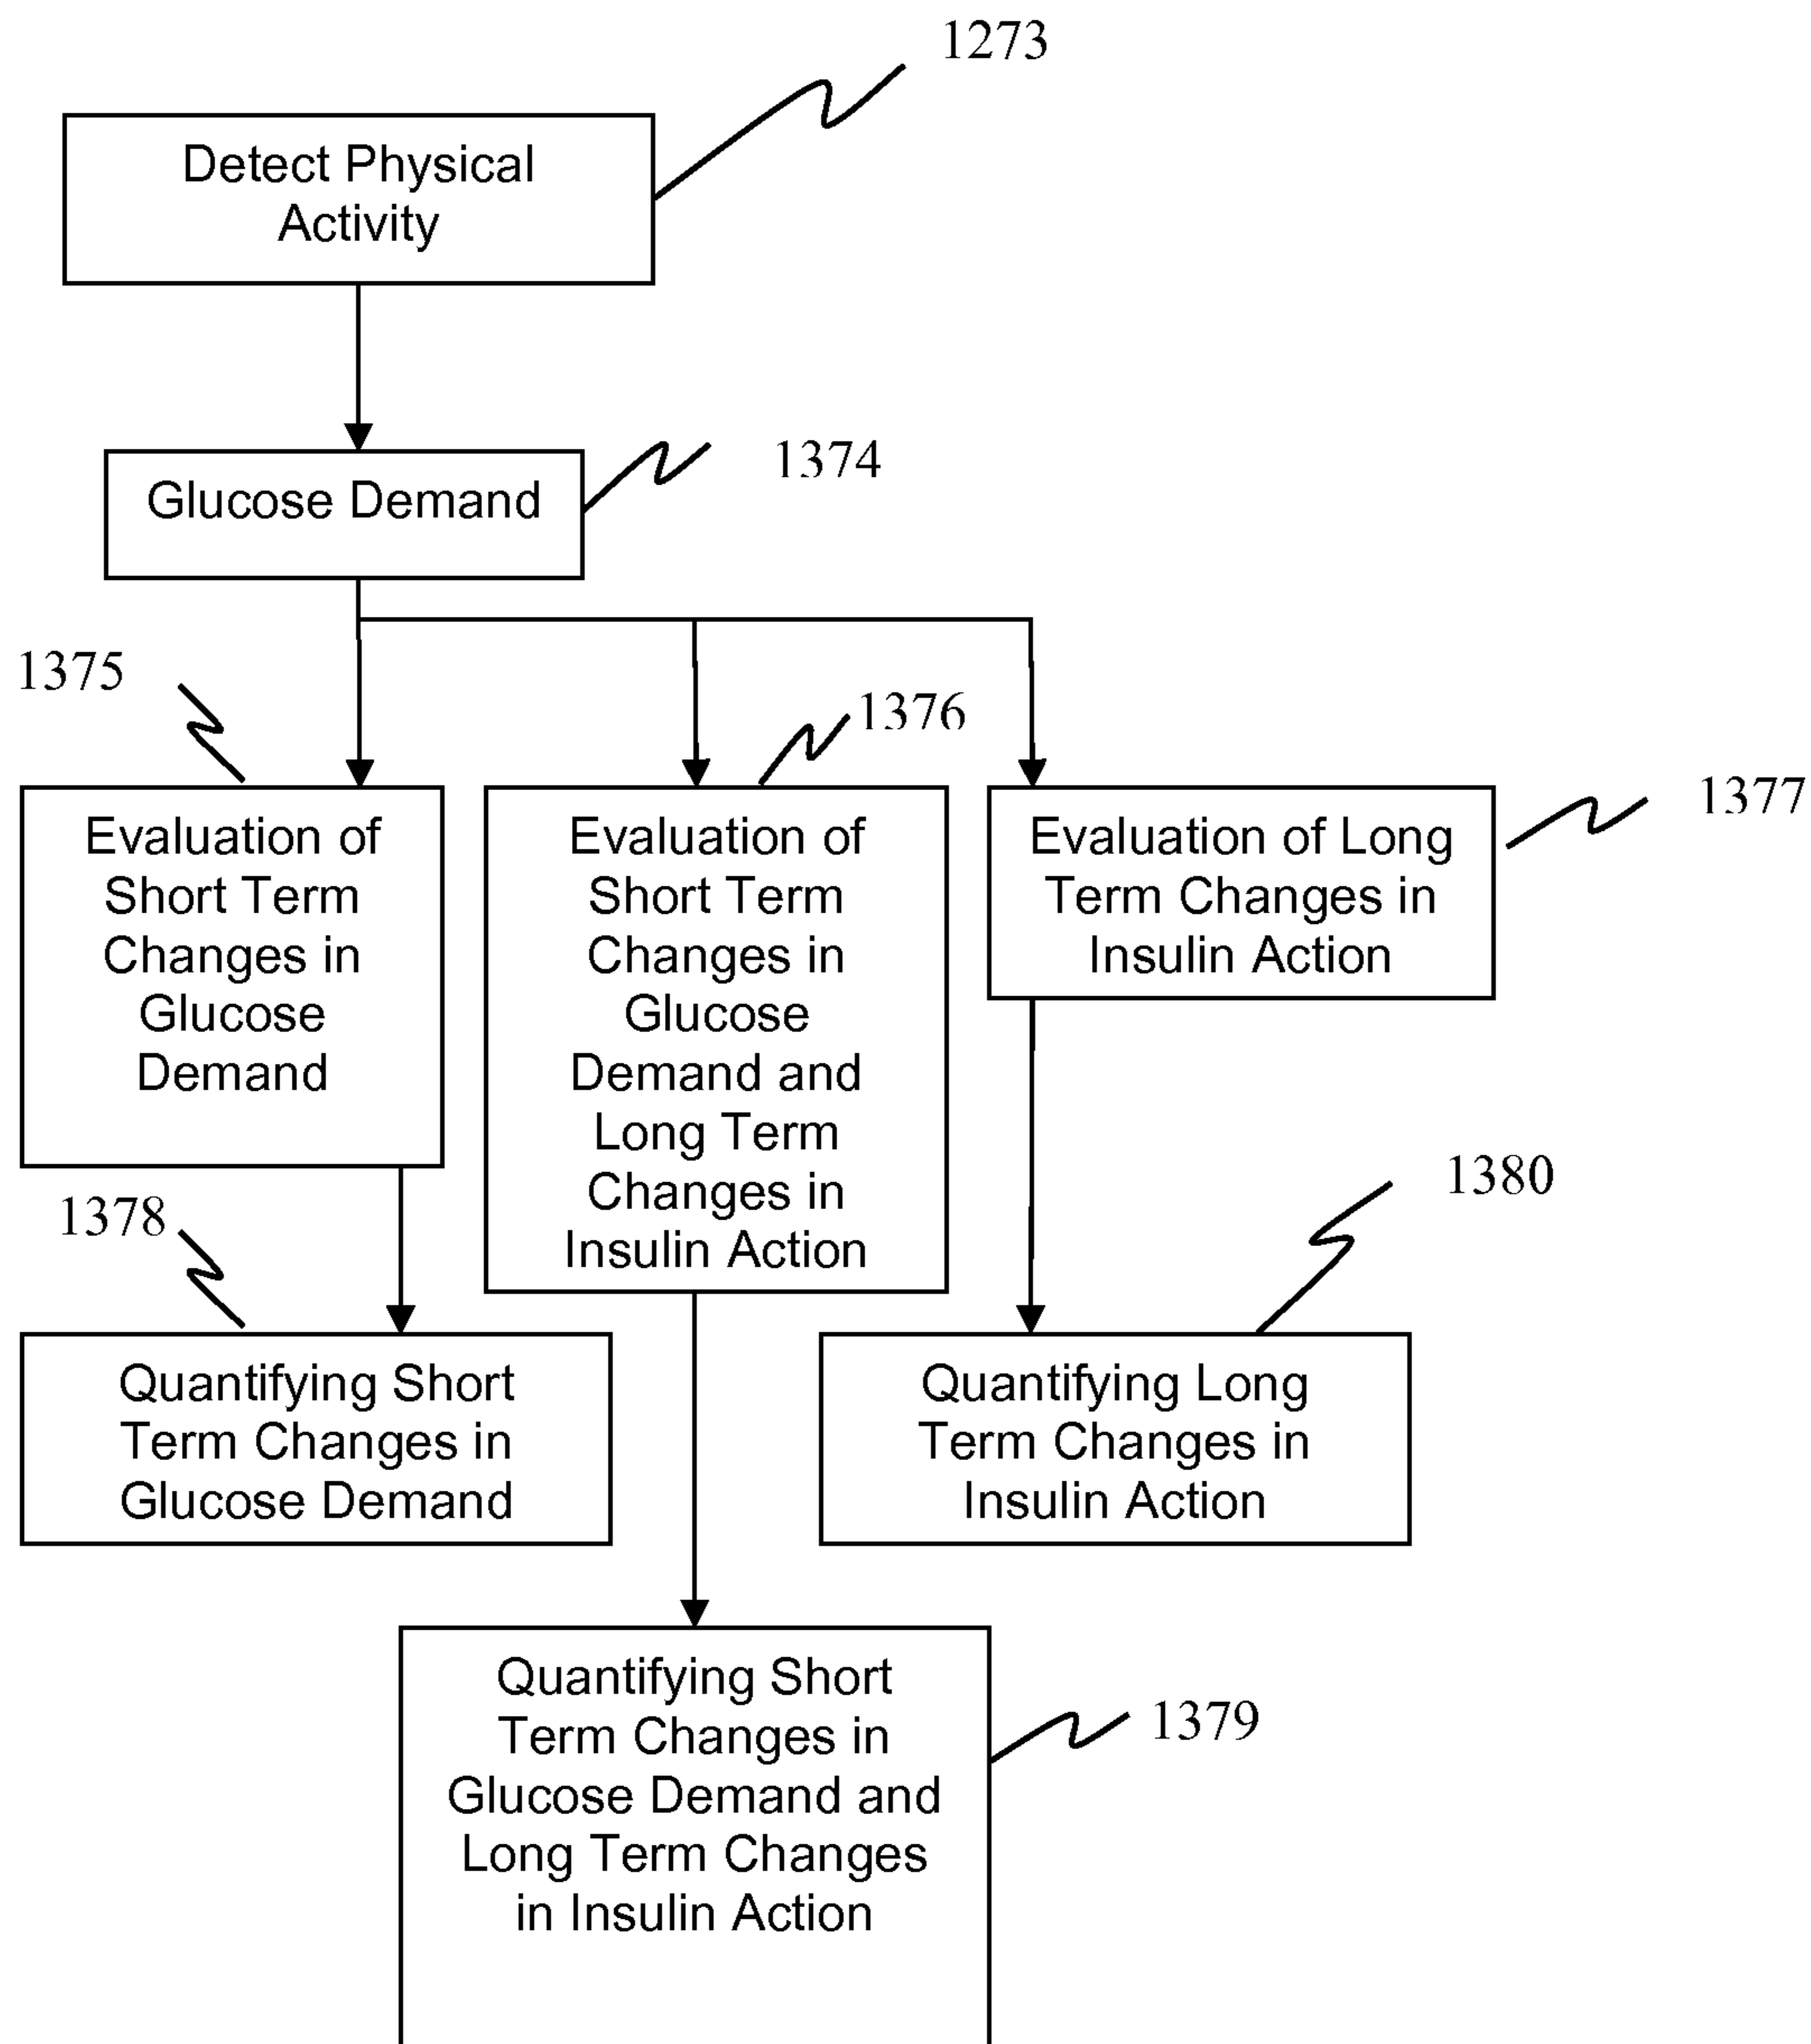 1273
Detect Physical
Activity
1374
Glucose Demand
1375
1376
1377
Evaluation of
Short Term
Changes in
Glucose
Demand
Evaluation of
Short Term
Changes in
Glucose
Demand and
Long Term
Changes in
Insulin Action
Evaluation of Long
Term Changes in
Insulin Action
1378
1380
Quantifying Short
Term Changes in
Glucose Demand
Quantifying Long
Term Changes in
Insulin Action
1379
Quantifying Short
Term Changes in
Glucose Demand and
Long Term Changes
in Insulin Action